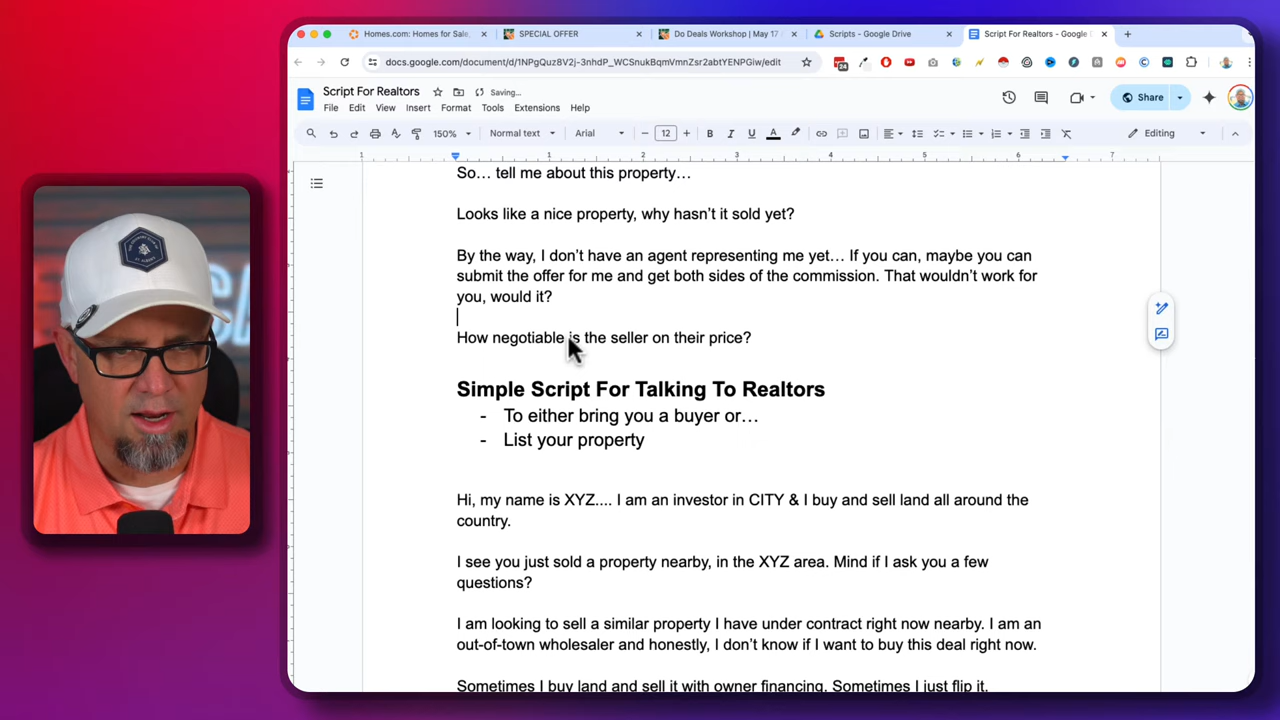 Homes.com: Homes for Sale,
SPECIAL OFFER
Do Deals Workshop | May 17
Scripts - Google Drive
Script For Realtors - Google D
docs.google.com/document/d/1NPgQuz8V2j-3nhdP_WCSnukBqmVmnZsr2abtYENPGiw/edit
24
Script For Realtors
Saving…
File Edit View Insert Format Tools Extensions Help
Share
150% Normal text Arial 12 Editing
1 1 2 3 4 5 6 7
So… tell me about this property…
Looks like a nice property, why hasn’t it sold yet?
By the way, I don’t have an agent representing me yet… If you can, maybe you can
submit the offer for me and get both sides of the commission. That wouldn’t work for
you, would it?
How negotiable is the seller on their price?
Simple Script For Talking To Realtors
- To either bring you a buyer or…
- List your property
Hi, my name is XYZ.... I am an investor in CITY & I buy and sell land all around the
country.
I see you just sold a property nearby, in the XYZ area. Mind if I ask you a few
questions?
I am looking to sell a similar property I have under contract right now nearby. I am an
out-of-town wholesaler and honestly, I don’t know if I want to buy this deal right now.
Sometimes I buy land and sell it with owner financing. Sometimes I just flip it.